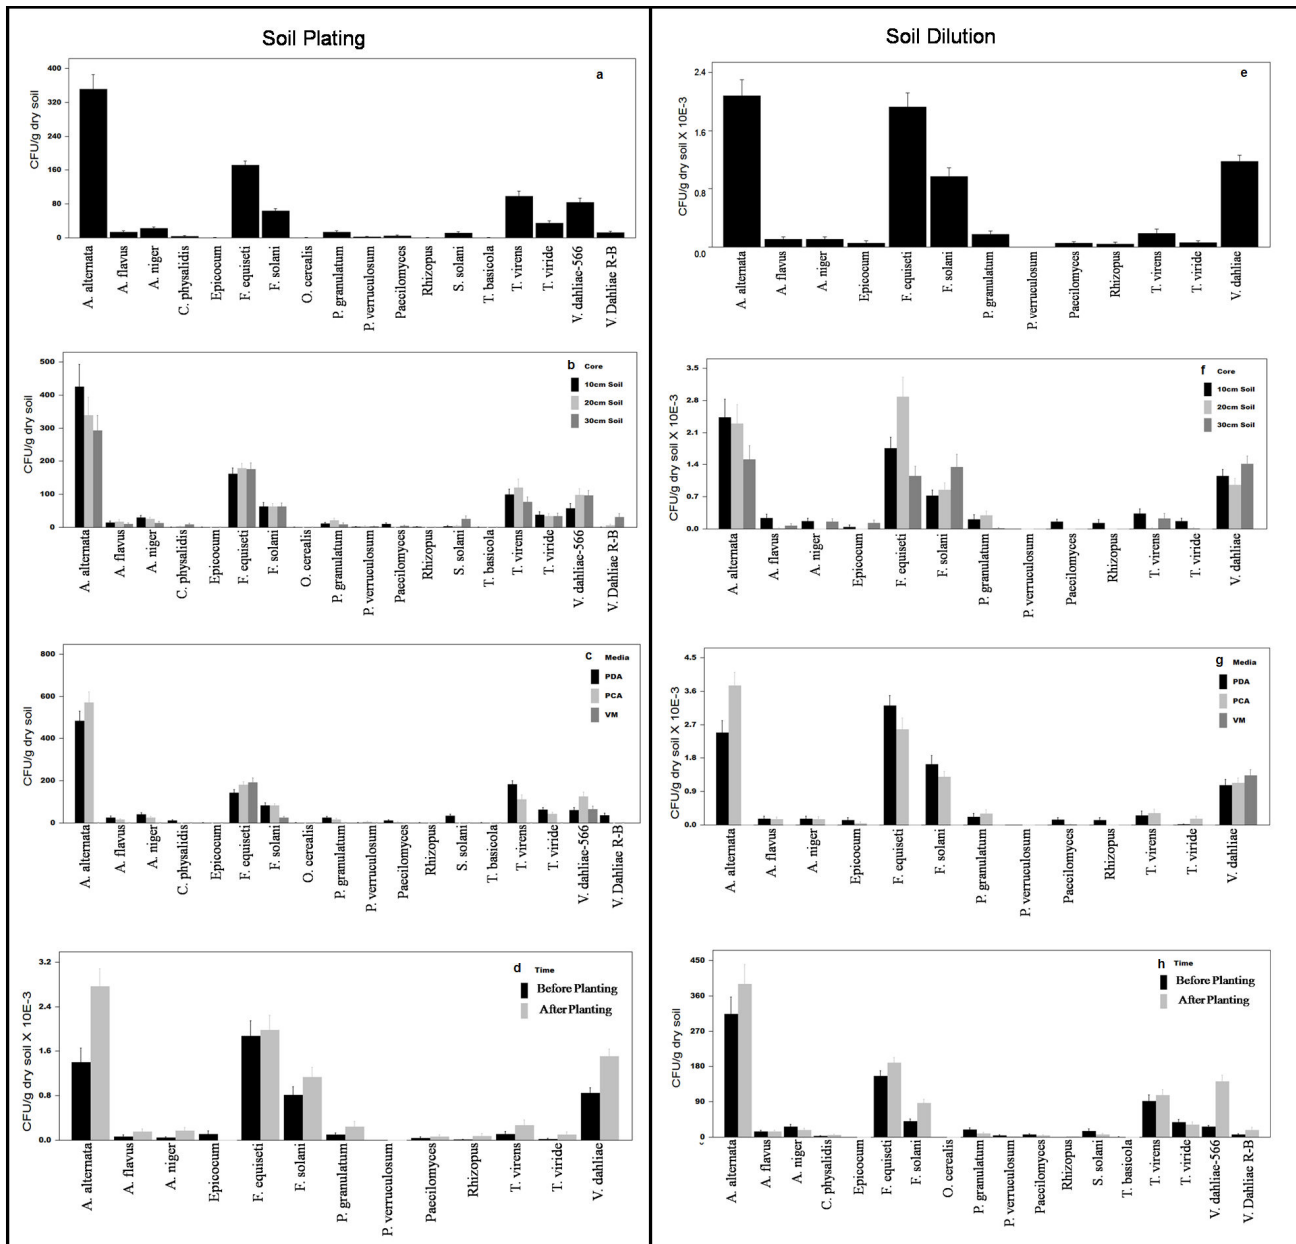 Soil Plating
a
CFU/g dry soil
400
320
240
160
80
0
A. alternata
A. flavus
A. niger
C. physalidis
Epicocum
F. equiseti
F. solani
O. cerealis
P. granulatum
P. verruculosum
Paecilomyces
Rhizopus
S. solani
T. basicola
T. virens
T. viride
V. dahliac-566
V. Dahliac R-B
b
Core
10cm Soil
20cm Soil
30cm Soil
CFU/g dry soil
500
400
300
200
100
0
A. alternata
A. flavus
A. niger
C. physalidis
Epicocum
F. equiseti
F. solani
O. cerealis
P. granulatum
P. verruculosum
Paecilomyces
Rhizopus
S. solani
T. basicola
T. virens
T. viride
V. dahliac-566
V. Dahliac R-B
c
Media
PDA
PCA
VM
CFU/g dry soil
800
600
400
200
0
A. alternata
A. flavus
A. niger
C. physalidis
Epicocum
F. equiseti
F. solani
O. cerealis
P. granulatum
P. verruculosum
Paecilomyces
Rhizopus
S. solani
T. basicola
T. virens
T. viride
V. dahliac-566
V. Dahliac R-B
d
Time
Before Planting
After Planting
CFU/g dry soil X 10E-3
3.2
2.4
1.6
0.8
0.0
A. alternata
A. flavus
A. niger
Epicocum
F. equiseti
F. solani
P. granulatum
P. verruculosum
Paecilomyces
Rhizopus
T. virens
T. viride
V. dahliac
Soil Dilution
e
CFU/g dry soil X 10E-3
2.4
1.6
0.8
0.0
A. alternata
A. flavus
A. niger
Epicocum
F. equiseti
F. solani
P. granulatum
P. verruculosum
Paecilomyces
Rhizopus
T. virens
T. viride
V. dahliac
f
Core
10cm Soil
20cm Soil
30cm Soil
CFU/g dry soil X 10E-3
3.5
2.8
2.1
1.4
0.7
0.0
A. alternata
A. flavus
A. niger
Epicocum
F. equiseti
F. solani
P. granulatum
P. verruculosum
Paecilomyces
Rhizopus
T. virens
T. viride
V. dahliac
g
Media
PDA
PCA
VM
CFU/g dry soil X 10E-3
4.5
3.6
2.7
1.8
0.9
0.0
A. alternata
A. flavus
A. niger
Epicocum
F. equiseti
F. solani
P. granulatum
P. verruculosum
Paecilomyces
Rhizopus
T. virens
T. viride
V. dahliac
h
Time
Before Planting
After Planting
CFU/g dry soil
450
360
270
180
90
0
A. alternata
A. flavus
A. niger
C. physalidis
Epicocum
F. equiseti
F. solani
O. cerealis
P. granulatum
P. verruculosum
Paecilomyces
Rhizopus
S. solani
T. basicola
T. virens
T. viride
V. dahliac-566
V. Dahliac R-B